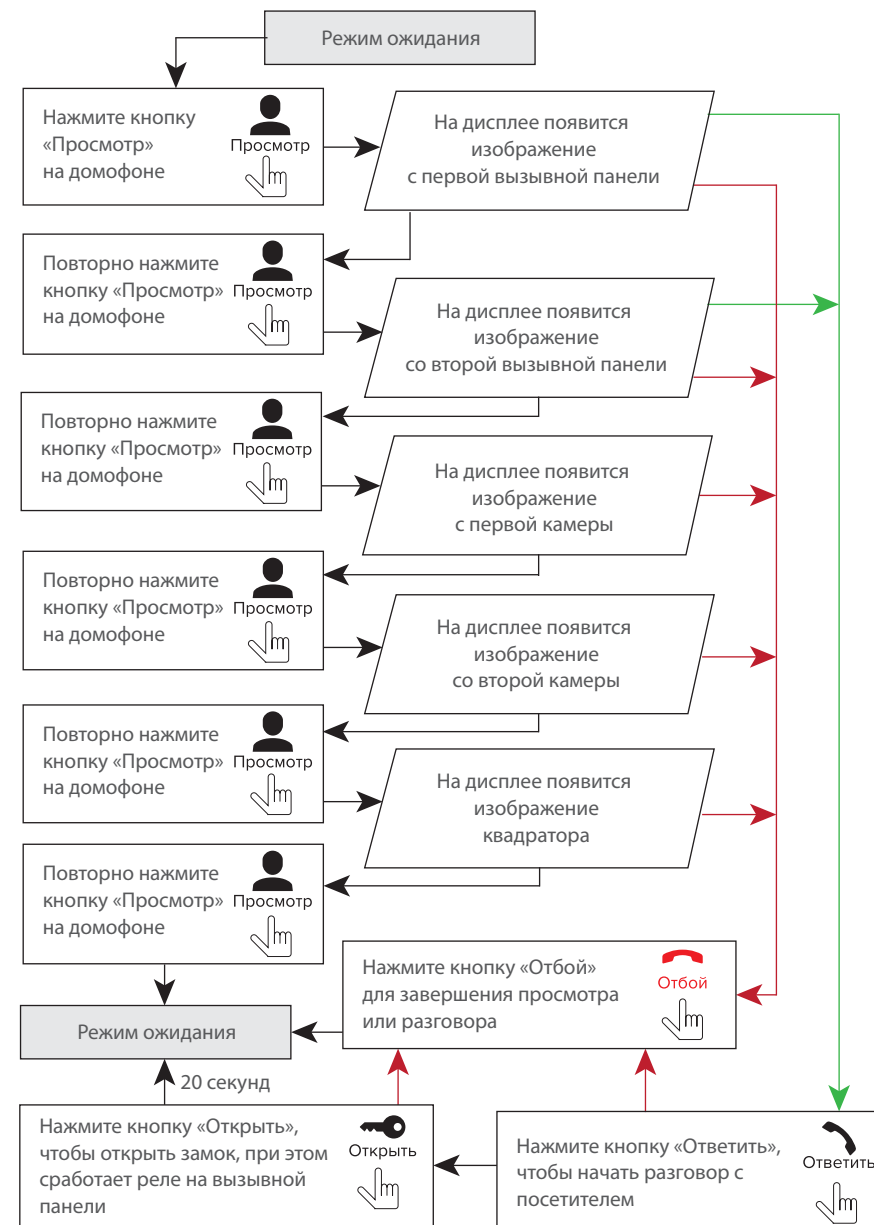 Режим ожидания
Нажмите кнопку
«Просмотр»
на домофоне
Просмотр
На дисплее появится
изображение
с первой вызывной панели
Повторно нажмите
кнопку «Просмотр»
на домофоне
Просмотр
На дисплее появится
изображение
со второй вызывной панели
Повторно нажмите
кнопку «Просмотр»
на домофоне
Просмотр
На дисплее появится
изображение
с первой камеры
Повторно нажмите
кнопку «Просмотр»
на домофоне
Просмотр
На дисплее появится
изображение
со второй камеры
Повторно нажмите
кнопку «Просмотр»
на домофоне
Просмотр
На дисплее появится
изображение
квадратора
Повторно нажмите
кнопку «Просмотр»
на домофоне
Просмотр
Нажмите кнопку «Отбой»
для завершения просмотра
или разговора
Отбой
Режим ожидания
20 секунд
Нажмите кнопку «Открыть»,
чтобы открыть замок, при этом
сработает реле на вызывной
панели
Открыть
Нажмите кнопку «Ответить»,
чтобы начать разговор с
посетителем
Ответить